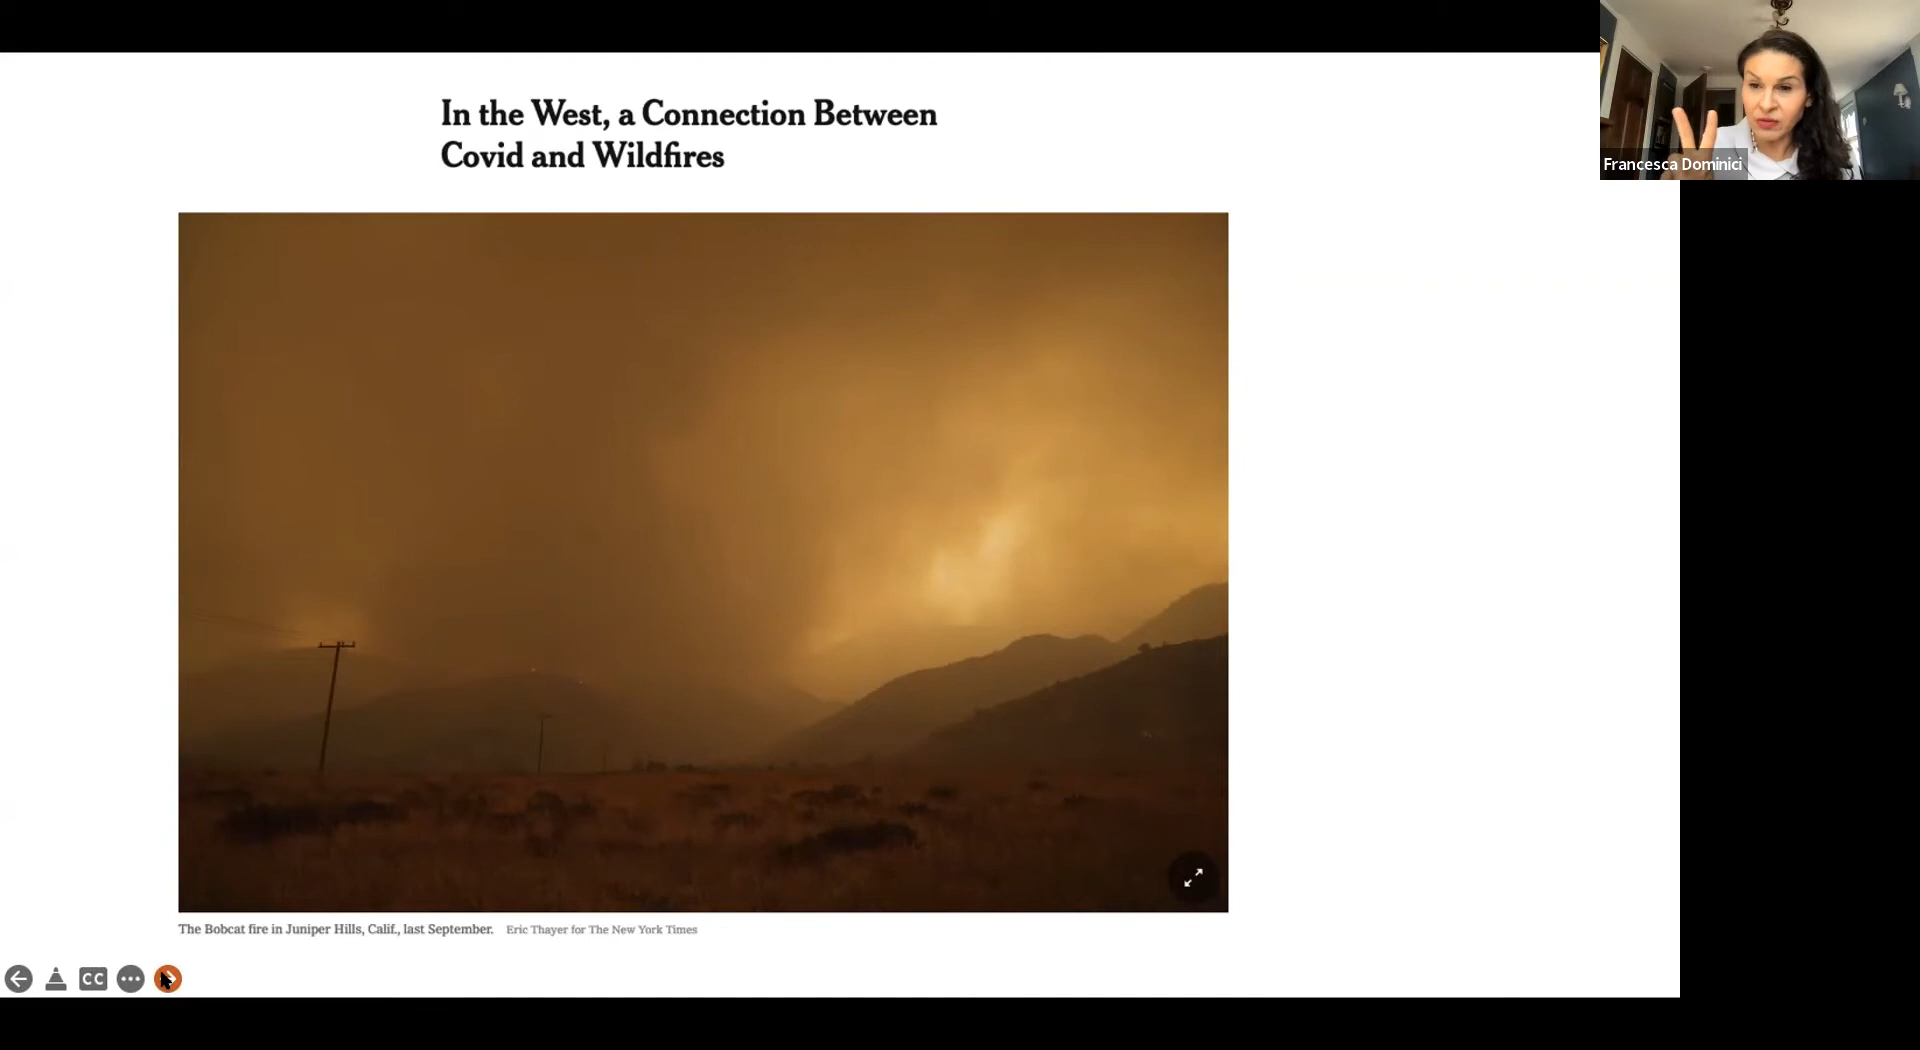 In the West, a Connection Between
Covid and Wildfires
Francesca Dominici
The Bobcat fire in Juniper Hills, Calif., last September. Eric Thayer for The New York Times
CC